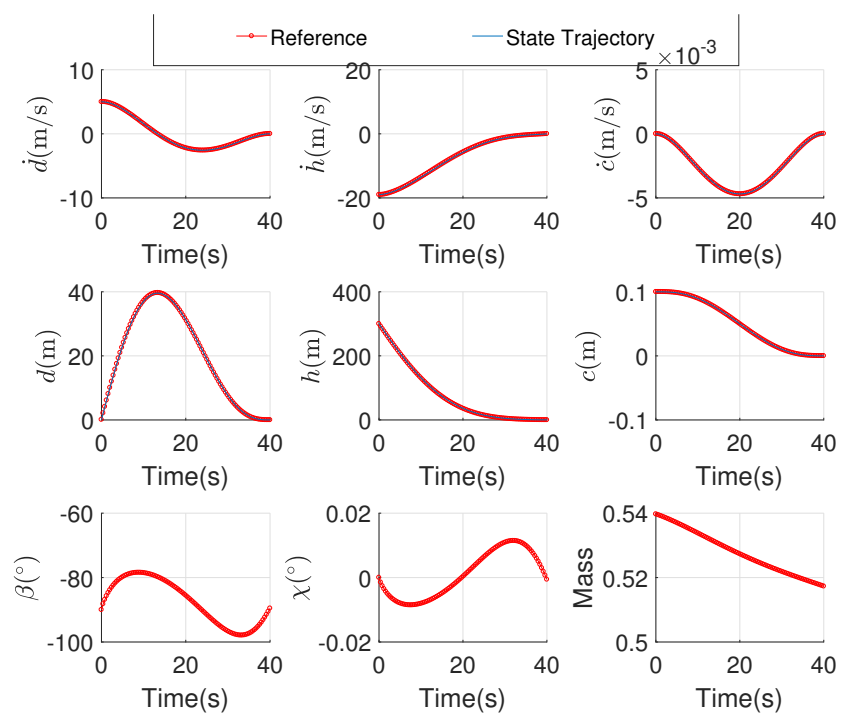 Reference State Trajectory
10
0
-10
0 20 40
ḋ(m/s)
Time(s)
20
0
-20
0 20 40
ḣ(m/s)
Time(s)
×10⁻³
5
0
-5
0 20 40
ċ(m/s)
Time(s)
40
20
0
0 20 40
d(m)
Time(s)
400
200
0
0 20 40
h(m)
Time(s)
0.1
0
-0.1
0 20 40
c(m)
Time(s)
-60
-80
-100
0 20 40
β(°)
Time(s)
0.02
0
-0.02
0 20 40
χ(°)
Time(s)
0.54
0.52
0.5
0 20 40
Mass
Time(s)